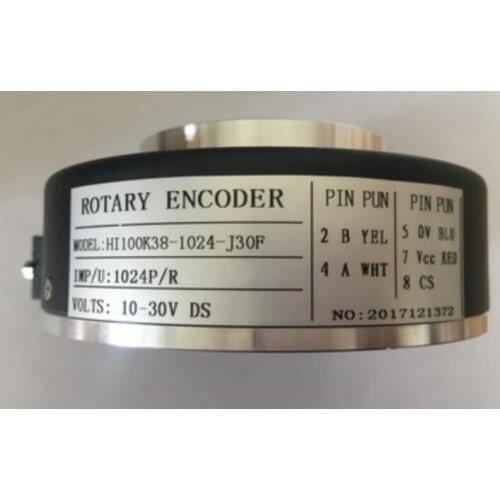 ROTARY ENCODER
MODEL:HI100K38-1024-J30F
IMP/U:1024P/R
VOLTS: 10-30V DS
PIN PUN
2 B YEL
4 A WHT
PIN PUN
5 0V BLU
7 Vcc RED
8 CS
NO:2017121372